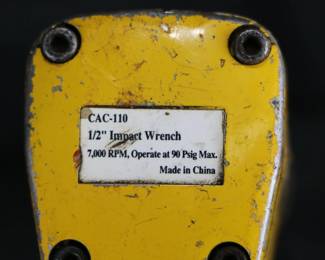 CAC-110
1/2" Impact Wrench
7,000 RPM, Operate at 90 Psig Max.
Made in China